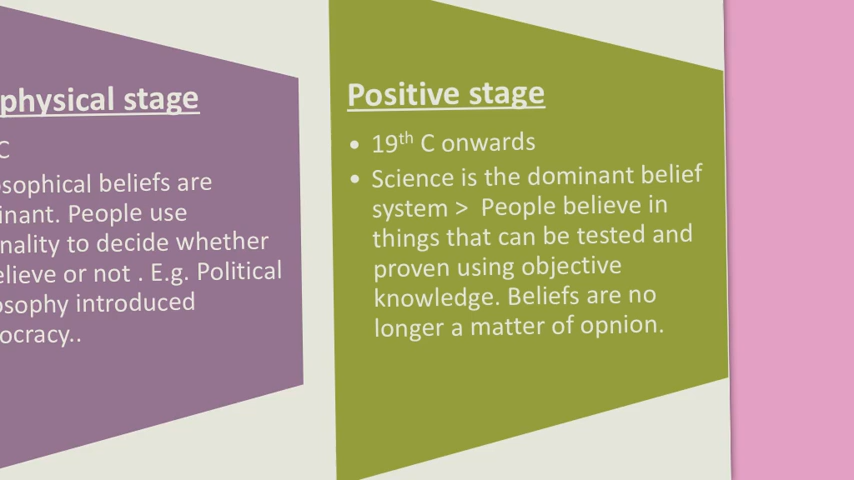 physical stage
C
osophical beliefs are
inant. People use
nality to decide whether
elieve or not . E.g. Political
osophy introduced
ocracy..
Positive stage
• 19th C onwards
• Science is the dominant belief
system > People believe in
things that can be tested and
proven using objective
knowledge. Beliefs are no
longer a matter of opnion.